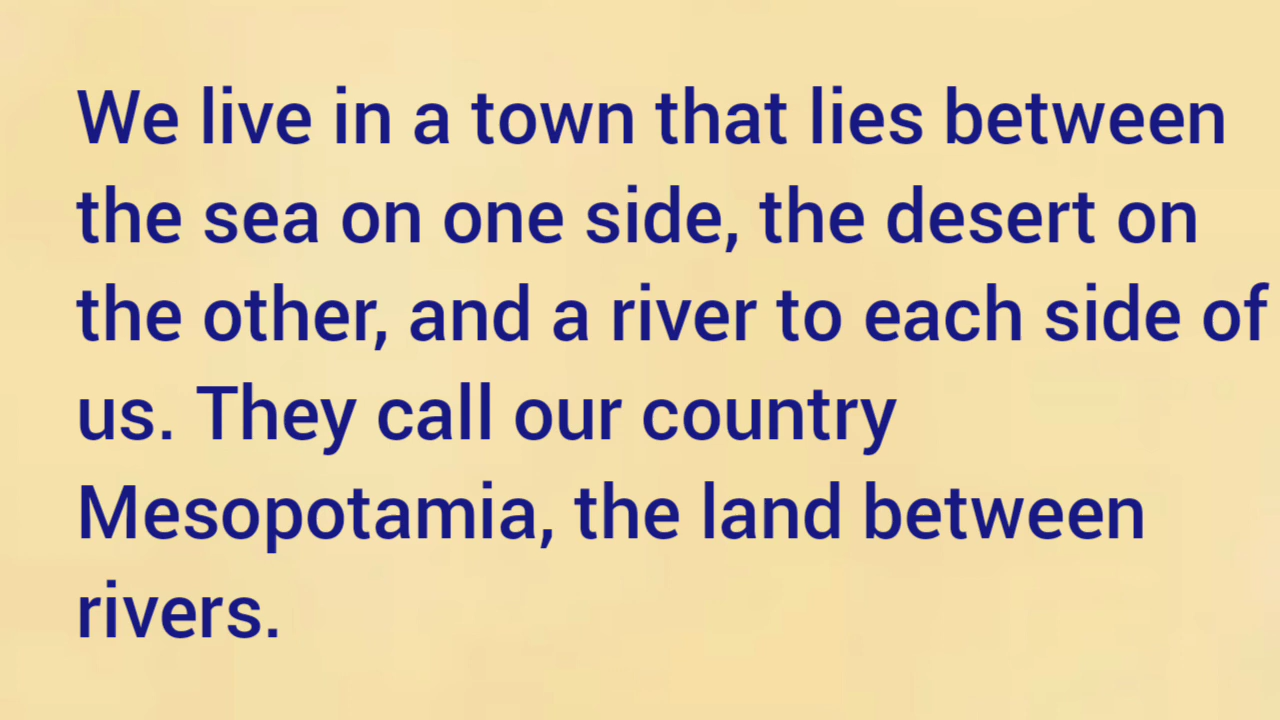 We live in a town that lies between
the sea on one side, the desert on
the other, and a river to each side of
us. They call our country
Mesopotamia, the land between
rivers.